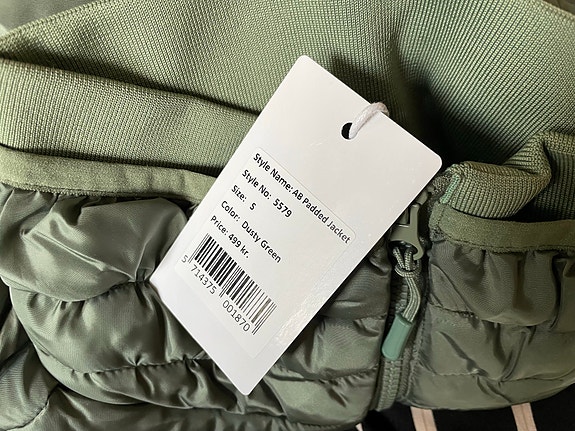 Style Name: AB Padded Jacket
Style No: 5579
Size: S
Color: Dusty Green
Price: 499 kr.
5 714375 001870